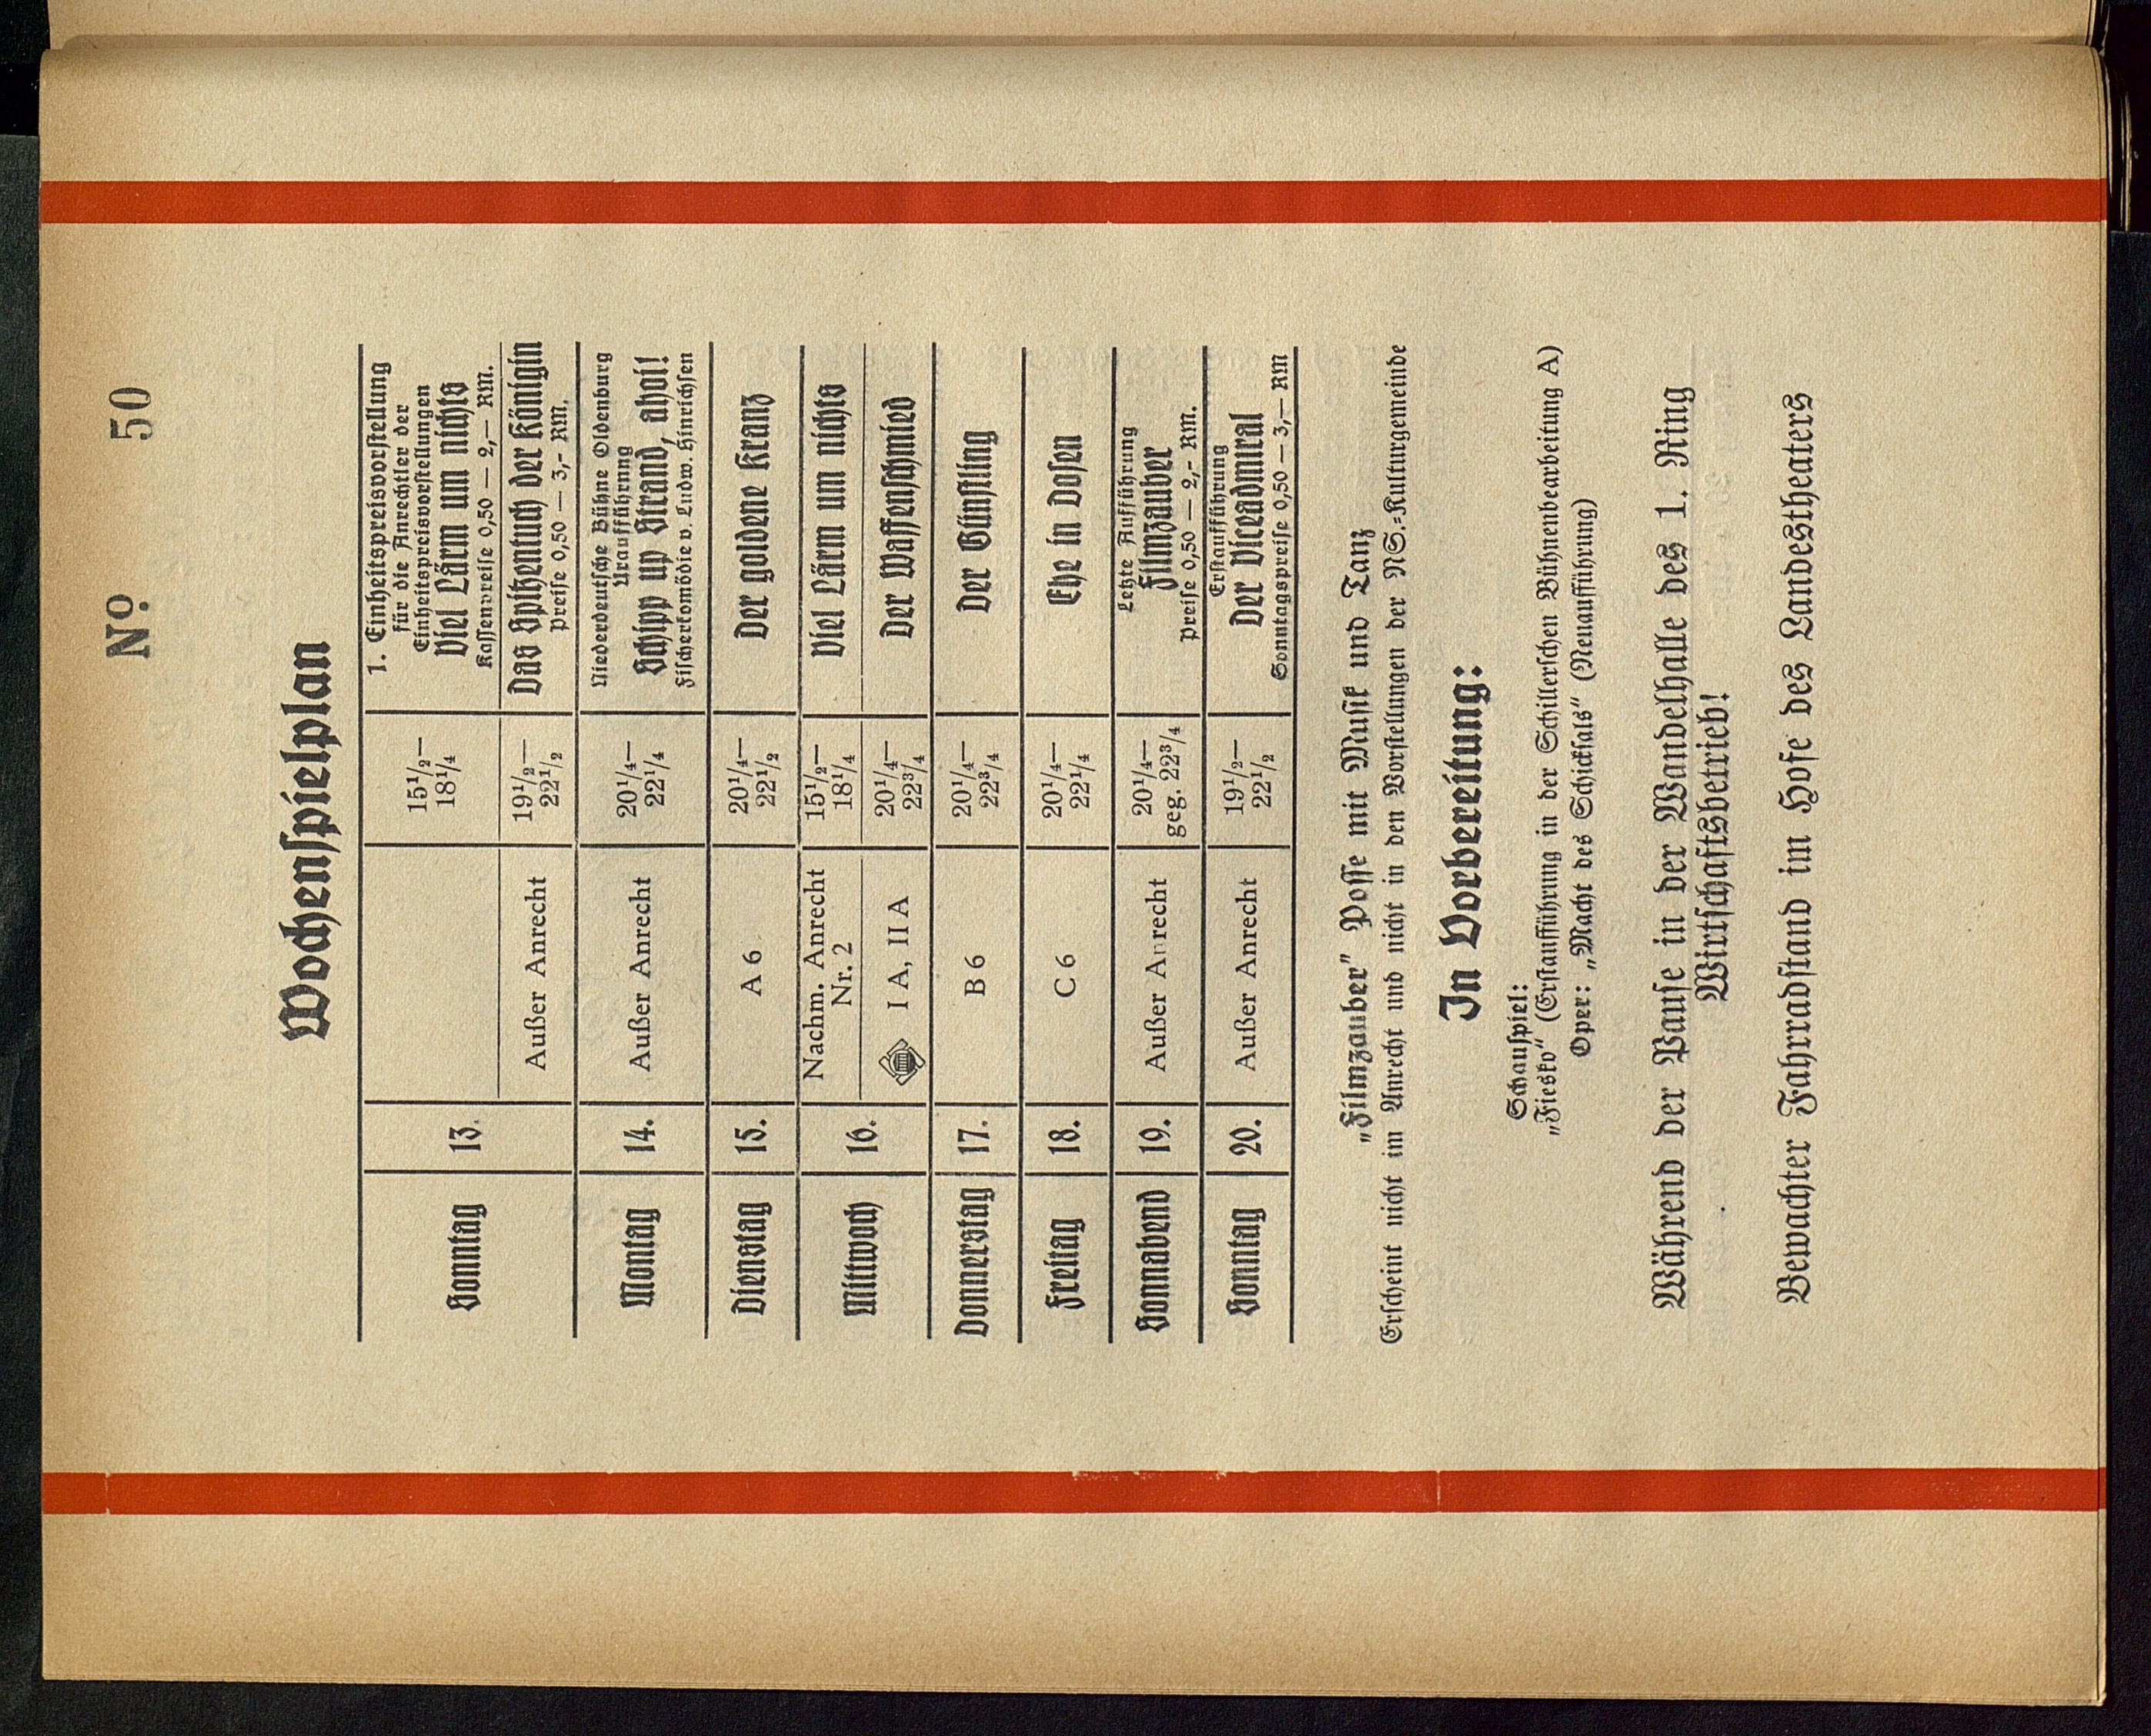 No. 50
Wochenspielplan
Sonntag 13. 15½—18¼ 1. Einheitspreisvorstellung
für die Anrechtler der
Einheitspreisvorstellungen
Viel Lärm um nichts
Kassenpreise 0,50 — 2,— RM.
Außer Anrecht 19½—22½ Das Spitzentuch der Königin
Preise 0,50 — 3,- RM.
Montag 14. Außer Anrecht 20¼—22¼ Niederdeutsche Bühne Oldenburg
Uraufführung
Schipp up Strand, ahoi!
Fischerkomödie v. Ludw. Hinrichsen
Dienstag 15. A 6 20¼—22½ Der goldene Kranz
Mittwoch 16. Nachm. Anrecht Nr. 2 15½—18¼ Viel Lärm um nichts
I A, II A 20¼—22¾ Der Waffenschmied
Donnerstag 17. B 6 20¼—22¾ Der Günstling
Freitag 18. C 6 20¼—22¼ Ehe in Dosen
Sonnabend 19. Außer Anrecht 20¼—geg. 22¾ Letzte Aufführung
Filmzauber
Preise 0,50 — 2,- RM.
Sonntag 20. Außer Anrecht 19½—22½ Erstaufführung
Der Viceadmiral
Sonntagspreise 0,50 — 3,— RM
„Filmzauber" Posse mit Musik und Tanz
Erscheint nicht im Anrecht und nicht in den Vorstellungen der NS.=Kulturgemeinde
In Vorbereitung:
Schauspiel:
„Fiesko" (Erstaufführung in der Schillerschen Bühnenbearbeitung A)
Oper: „Macht des Schicksals" (Neuaufführung)
Während der Pause in der Wandelhalle des 1. Ring
Wirtschaftsbetrieb!
Bewachter Fahrradstand im Hofe des Landestheaters